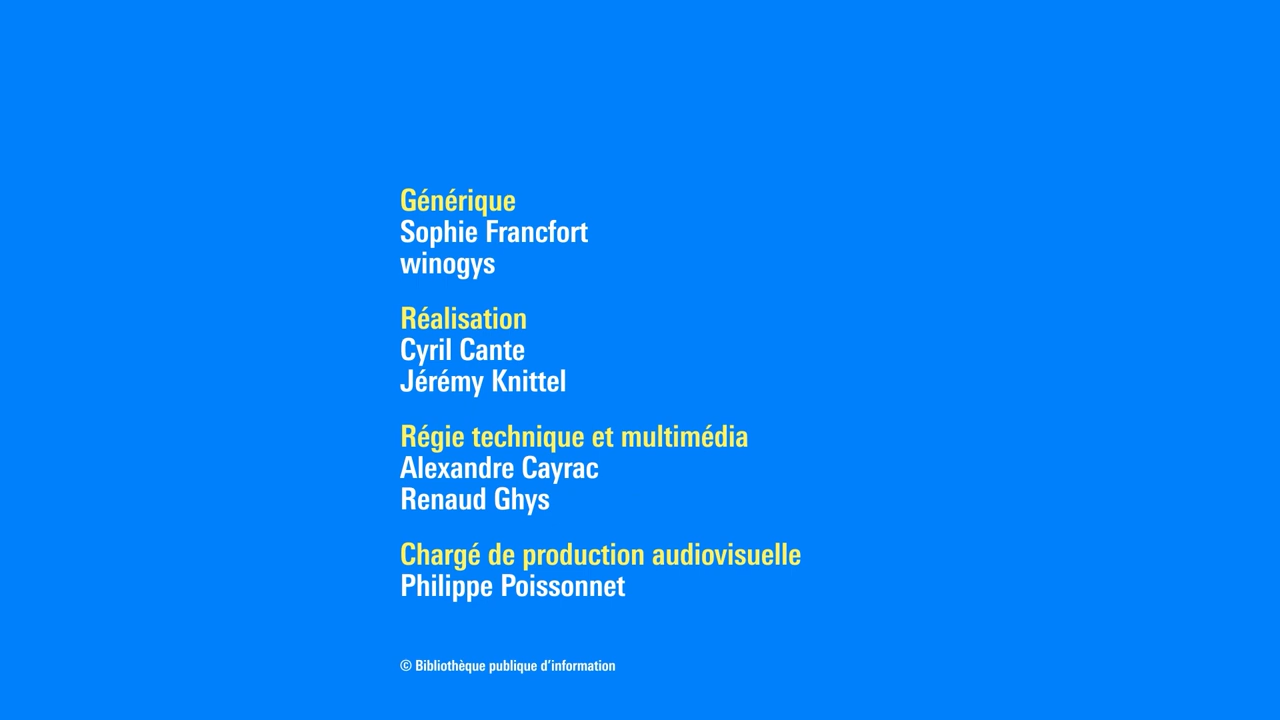 Générique
Sophie Francfort
winogys
Réalisation
Cyril Cante
Jérémy Knittel
Régie technique et multimédia
Alexandre Cayrac
Renaud Ghys
Chargé de production audiovisuelle
Philippe Poissonnet
© Bibliothèque publique d’information